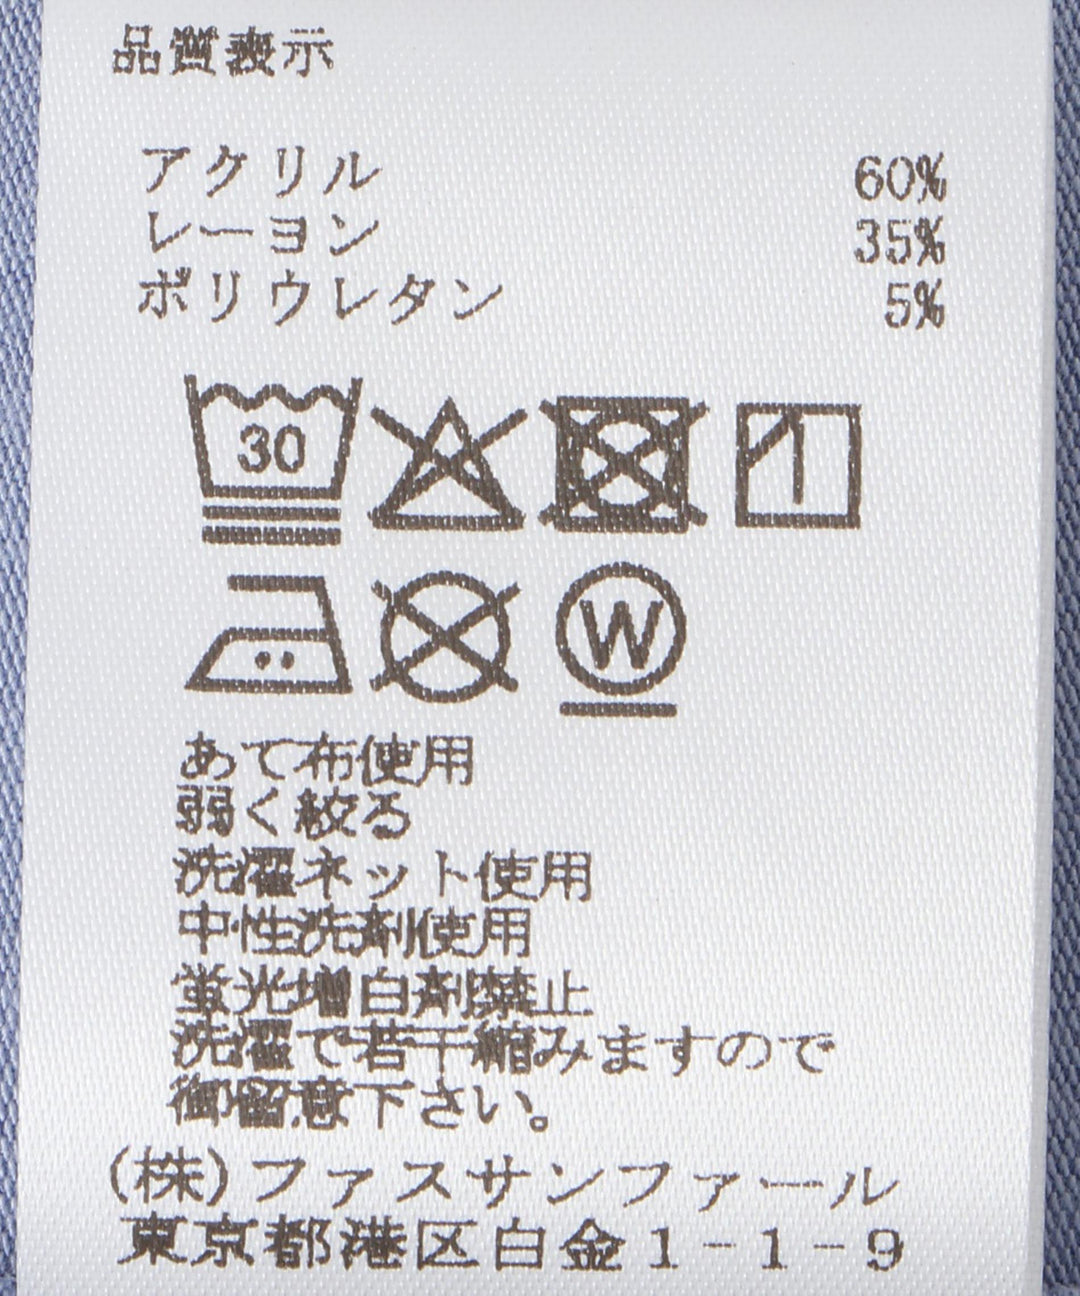 品質表示
アクリル 60%
レーヨン 35%
ポリウレタン 5%
30
W
あて布使用
弱く絞る
洗濯ネット使用
中性洗剤使用
蛍光増白剤禁止
洗濯で若干縮みますので
御留意下さい。
(株)ファスサンファール
東京都港区白金1-1-9